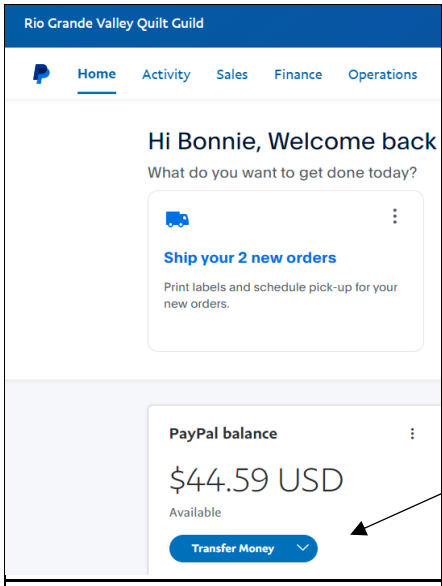 Rio Grande Valley Quilt Guild
Home Activity Sales Finance Operations
Hi Bonnie, Welcome back
What do you want to get done today?
Ship your 2 new orders
Print labels and schedule pick-up for your
new orders.
PayPal balance
$44.59 USD
Available
Transfer Money